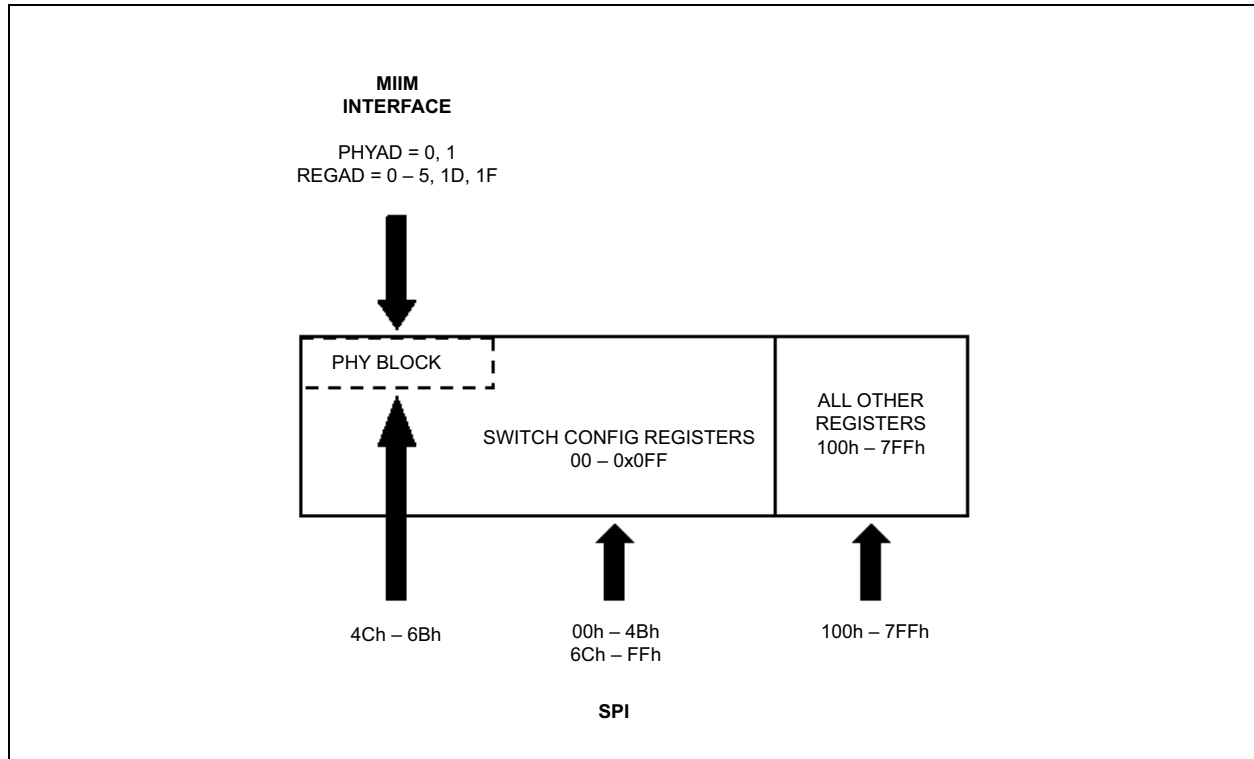 MIIM
INTERFACE
PHYAD = 0, 1
REGAD = 0 – 5, 1D, 1F
PHY BLOCK
SWITCH CONFIG REGISTERS
00 – 0x0FF
ALL OTHER
REGISTERS
100h – 7FFh
4Ch – 6Bh
00h – 4Bh
6Ch – FFh
100h – 7FFh
SPI